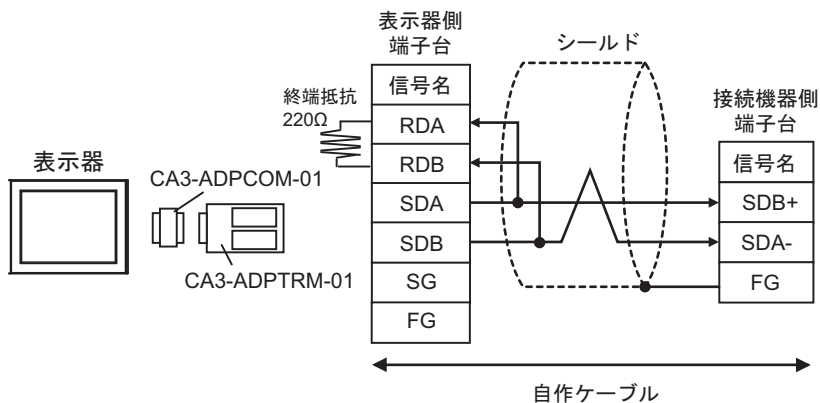 表示器側
端子台
シールド
信号名
終端抵抗
220Ω
RDA
RDB
SDA
SDB
SG
FG
表示器
CA3-ADPCOM-01
CA3-ADPTRM-01
接続機器側
端子台
信号名
SDB+
SDA-
FG
自作ケーブル